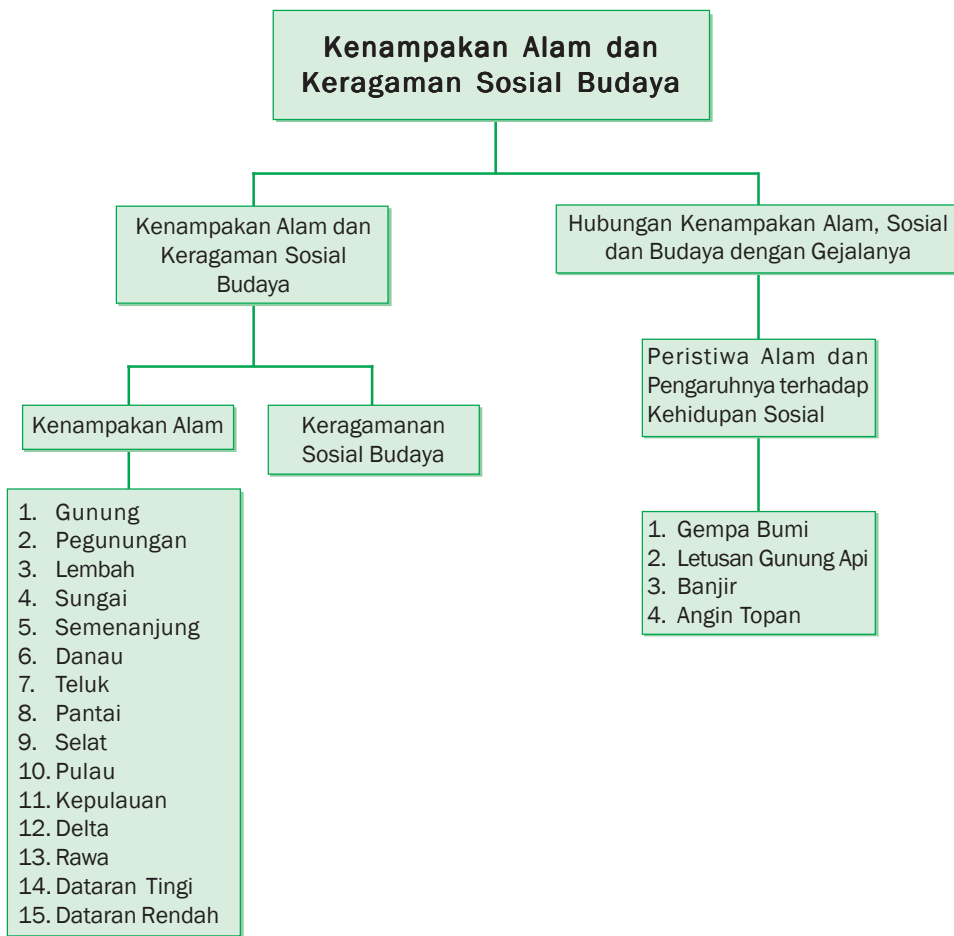 Kenampakan Alam dan
Keragaman Sosial Budaya
Kenampakan Alam dan
Keragaman Sosial
Budaya
Hubungan Kenampakan Alam, Sosial
dan Budaya dengan Gejalanya
Kenampakan Alam
Keragamanan
Sosial Budaya
Peristiwa Alam dan
Pengaruhnya terhadap
Kehidupan Sosial
1. Gunung
2. Pegunungan
3. Lembah
4. Sungai
5. Semenanjung
6. Danau
7. Teluk
8. Pantai
9. Selat
10. Pulau
11. Kepulauan
12. Delta
13. Rawa
14. Dataran Tingi
15. Dataran Rendah
1. Gempa Bumi
2. Letusan Gunung Api
3. Banjir
4. Angin Topan